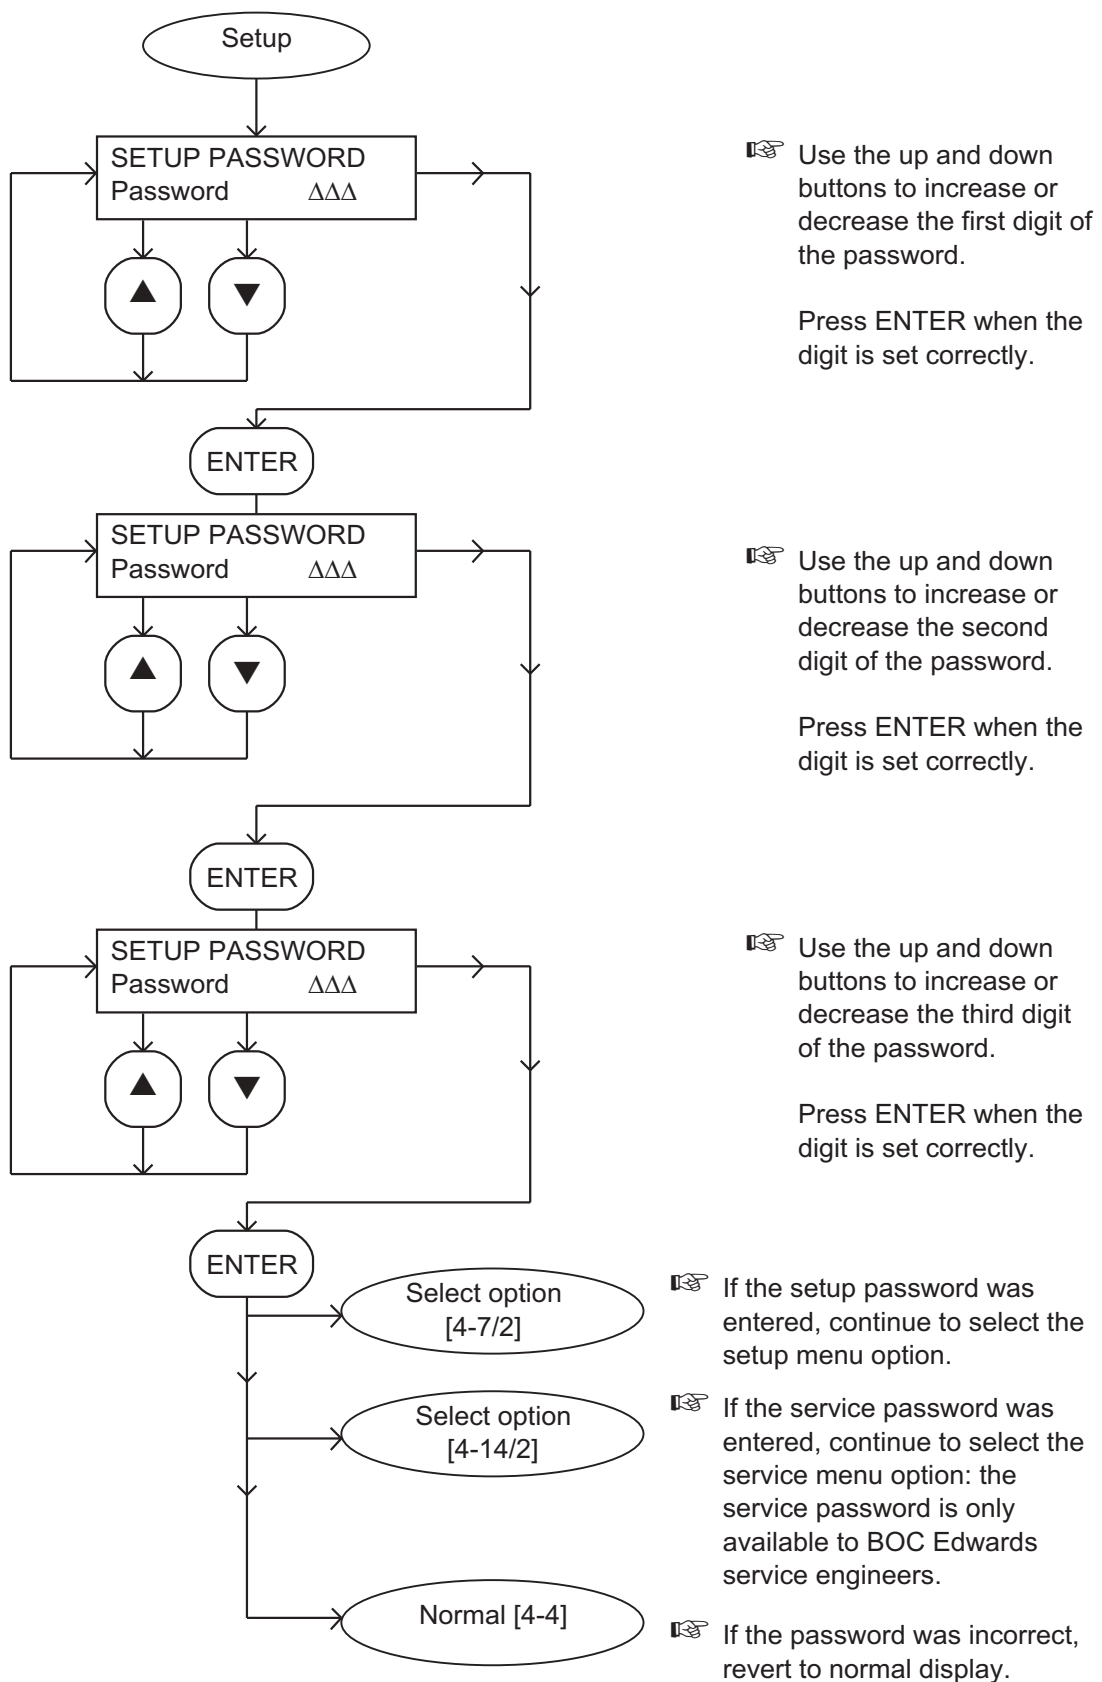 Setup
SETUP PASSWORD
Password ΔΔΔ
▲ ▼
☞ Use the up and down
buttons to increase or
decrease the first digit of
the password.
Press ENTER when the
digit is set correctly.
ENTER
SETUP PASSWORD
Password ΔΔΔ
▲ ▼
☞ Use the up and down
buttons to increase or
decrease the second
digit of the password.
Press ENTER when the
digit is set correctly.
ENTER
SETUP PASSWORD
Password ΔΔΔ
▲ ▼
☞ Use the up and down
buttons to increase or
decrease the third digit
of the password.
Press ENTER when the
digit is set correctly.
ENTER
Select option
[4-7/2]
☞ If the setup password was
entered, continue to select the
setup menu option.
Select option
[4-14/2]
☞ If the service password was
entered, continue to select the
service menu option: the
service password is only
available to BOC Edwards
service engineers.
Normal [4-4]
☞ If the password was incorrect,
revert to normal display.